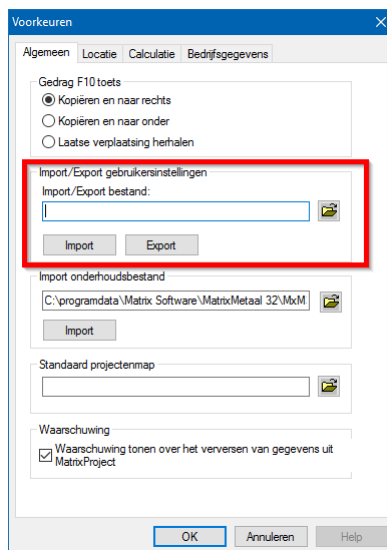 Voorkeuren
Algemeen Locatie Calculatie Bedrijfsgegevens
Gedrag F10 toets
Kopiëren en naar rechts
Kopiëren en naar onder
Laatse verplaatsing herhalen
Import/Export gebruikersinstellingen
Import/Export bestand:
Import Export
Import onderhoudsbestand
C:\programdata\Matrix Software\MatrixMetaal 32\MxM
Import
Standaard projectenmap
Waarschuwing
Waarschuwing tonen over het verversen van gegevens uit
MatrixProject
OK Annuleren Help